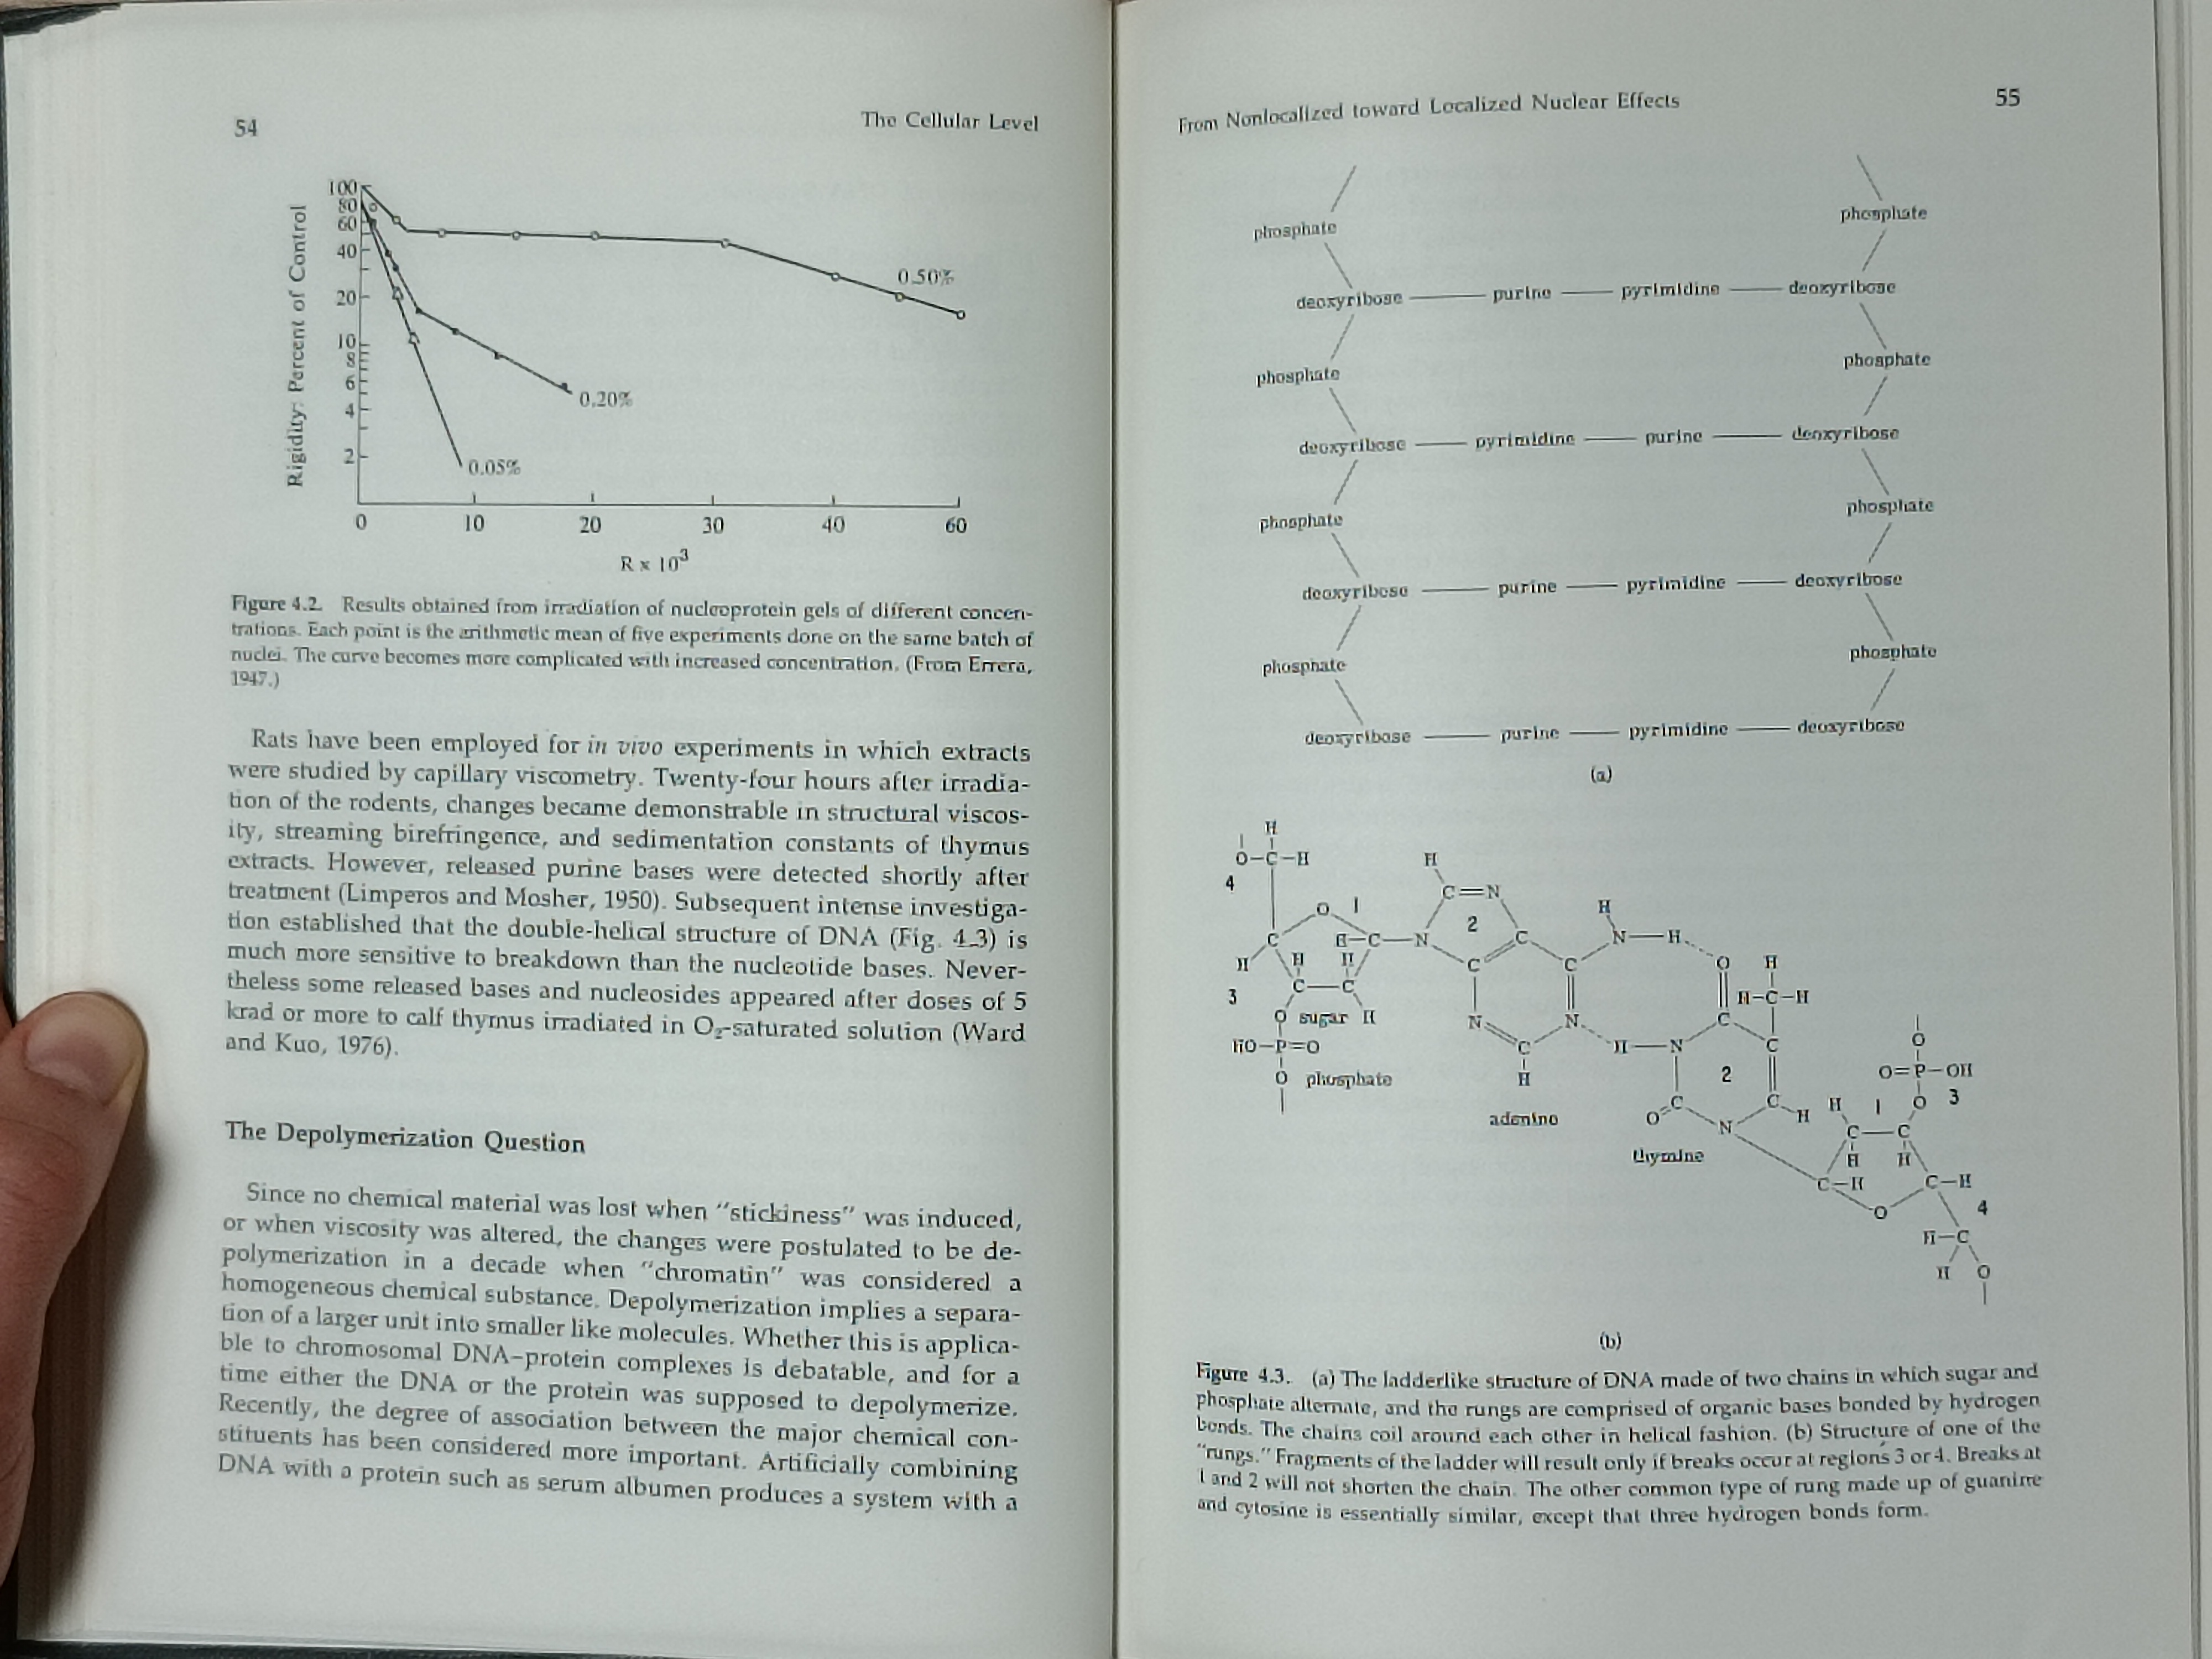 54
The Cellular Level
Rigidity: Percent of Control
100
80
60
40
20
10
8
6
4
2
0.50%
0.20%
0.05%
0 10 20 30 40 60
R x 10³
Figure 4.2. Results obtained from irradiation of nucleoprotein gels of different concen-
trations. Each point is the arithmetic mean of five experiments done on the same batch of
nuclei. The curve becomes more complicated with increased concentration. (From Errera,
1947.)
Rats have been employed for in vivo experiments in which extracts
were studied by capillary viscometry. Twenty-four hours after irradia-
tion of the rodents, changes became demonstrable in structural viscos-
ity, streaming birefringence, and sedimentation constants of thymus
extracts. However, released purine bases were detected shortly after
treatment (Limperos and Mosher, 1950). Subsequent intense investiga-
tion established that the double-helical structure of DNA (Fig. 4.3) is
much more sensitive to breakdown than the nucleotide bases. Never-
theless some released bases and nucleosides appeared after doses of 5
krad or more to calf thymus irradiated in O₂-saturated solution (Ward
and Kuo, 1976).
The Depolymerization Question
Since no chemical material was lost when "stickiness" was induced,
or when viscosity was altered, the changes were postulated to be de-
polymerization in a decade when "chromatin" was considered a
homogeneous chemical substance. Depolymerization implies a separa-
tion of a larger unit into smaller like molecules. Whether this is applica-
ble to chromosomal DNA–protein complexes is debatable, and for a
time either the DNA or the protein was supposed to depolymerize.
Recently, the degree of association between the major chemical con-
stituents has been considered more important. Artificially combining
DNA with a protein such as serum albumen produces a system with a
From Nonlocalized toward Localized Nuclear Effects
55
phosphate phosphate
deoxyribose purine pyrimidine deoxyribose
phosphate phosphate
deoxyribose pyrimidine purine deoxyribose
phosphate phosphate
deoxyribose purine pyrimidine deoxyribose
phosphate phosphate
deoxyribose purine pyrimidine deoxyribose
(a)
H
O–C–H H
4 C=N
O 1 2 H
C H–C–N C N–H
H H H C C O H
3 C–C H H–C–H
O sugar H N N C
HO–P=O C H–N C O
O phosphate H 2 O=P–OH
adenine O=C C H H 1 O 3
N C–C
thymine H H
C–H C–H
O 4
H–C
H O
(b)
Figure 4.3. (a) The ladderlike structure of DNA made of two chains in which sugar and
phosphate alternate, and the rungs are comprised of organic bases bonded by hydrogen
bonds. The chains coil around each other in helical fashion. (b) Structure of one of the
"rungs." Fragments of the ladder will result only if breaks occur at regions 3 or 4. Breaks at
1 and 2 will not shorten the chain. The other common type of rung made up of guanine
and cytosine is essentially similar, except that three hydrogen bonds form.